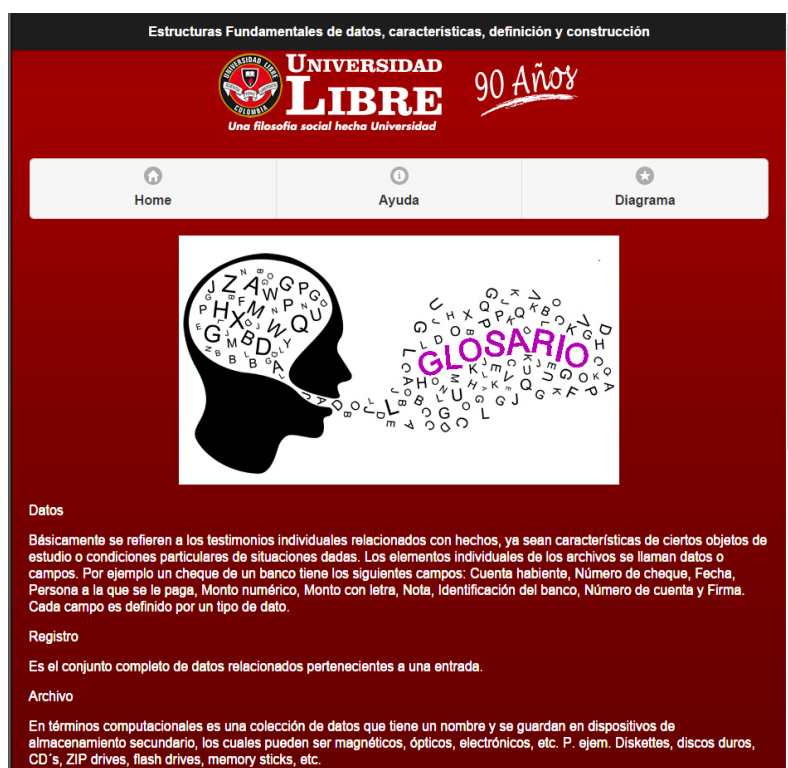 Estructuras Fundamentales de datos, características, definición y construcción
UNIVERSIDAD LIBRE
COLOMBIA
UNIVERSIDAD
LIBRE
Una filosofía social hecha Universidad
90 Años
Home
Ayuda
Diagrama
GLOSARIO
Datos
Básicamente se refieren a los testimonios individuales relacionados con hechos, ya sean características de ciertos objetos de
estudio o condiciones particulares de situaciones dadas. Los elementos individuales de los archivos se llaman datos o
campos. Por ejemplo un cheque de un banco tiene los siguientes campos: Cuenta habiente, Número de cheque, Fecha,
Persona a la que se le paga, Monto numérico, Monto con letra, Nota, Identificación del banco, Número de cuenta y Firma.
Cada campo es definido por un tipo de dato.
Registro
Es el conjunto completo de datos relacionados pertenecientes a una entrada.
Archivo
En términos computacionales es una colección de datos que tiene un nombre y se guardan en dispositivos de
almacenamiento secundario, los cuales pueden ser magnéticos, ópticos, electrónicos, etc. P. ejem. Diskettes, discos duros,
CD´s, ZIP drives, flash drives, memory sticks, etc.